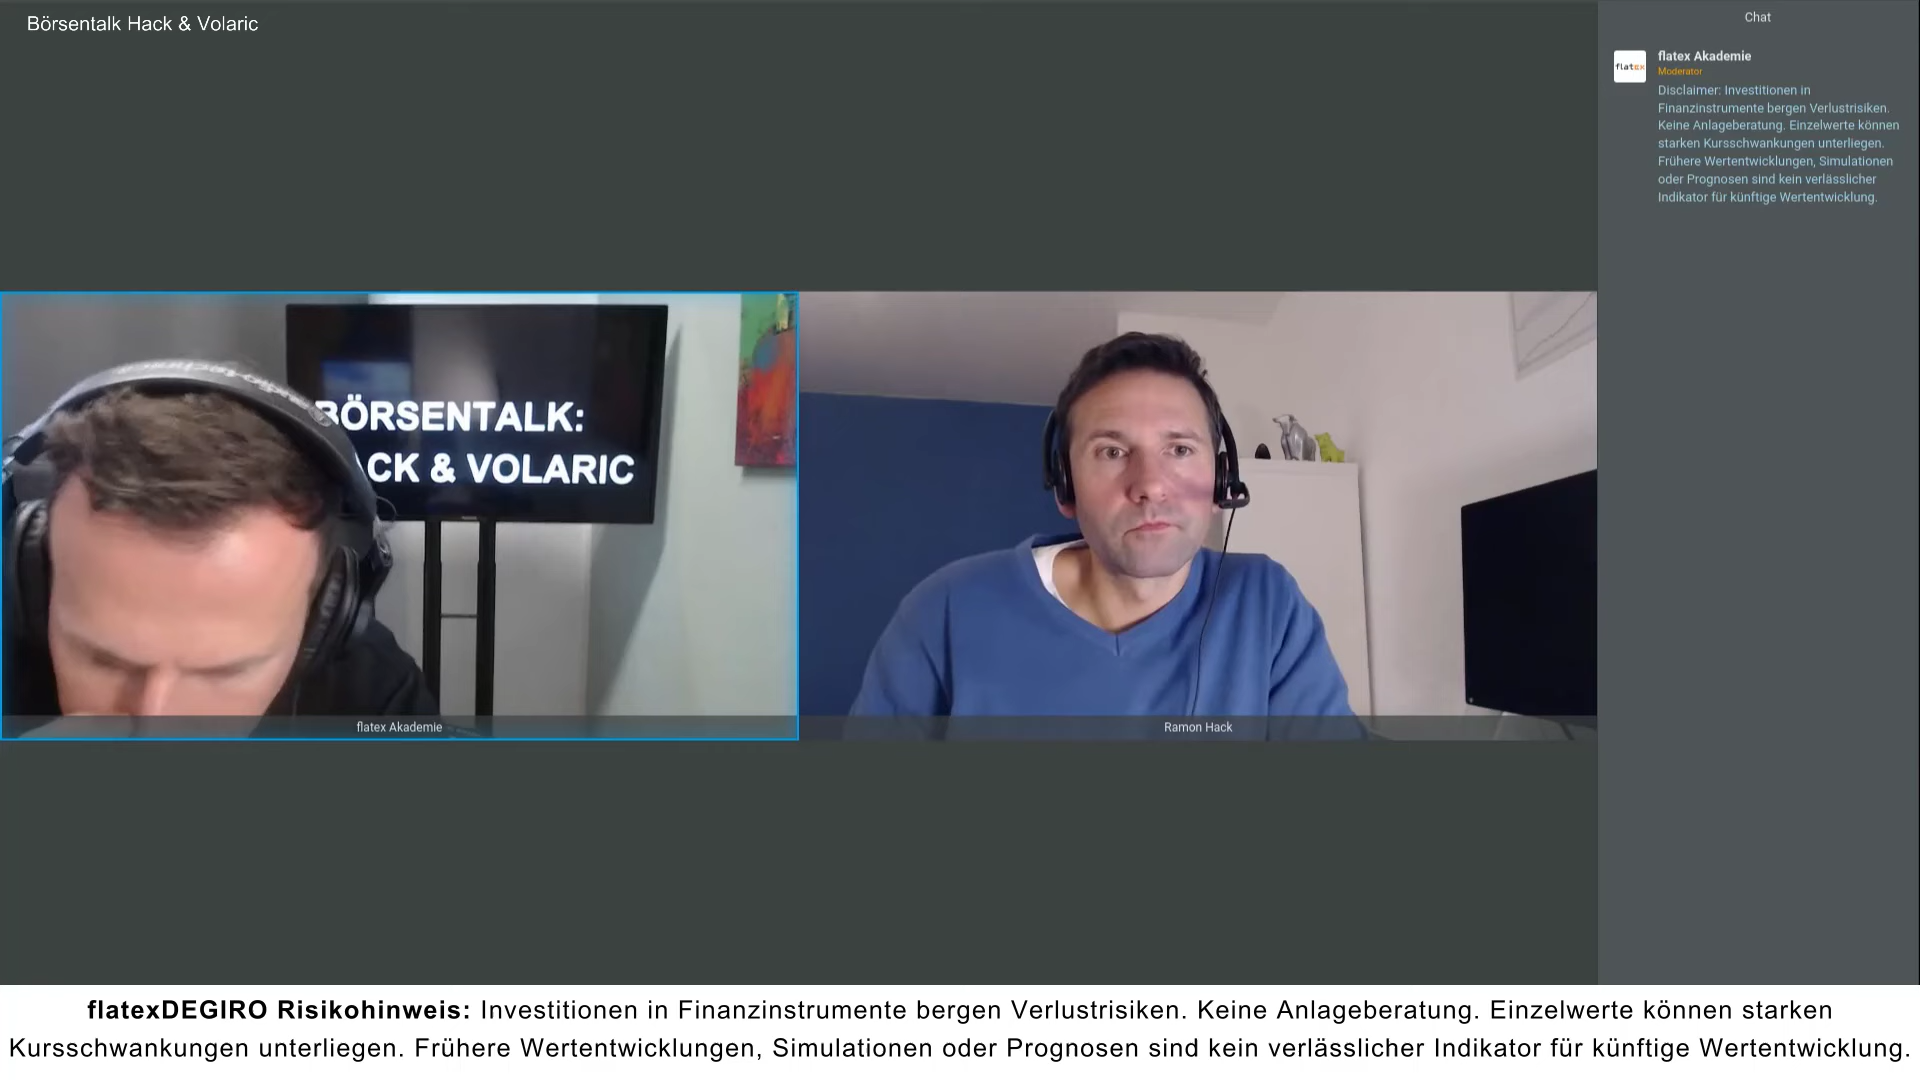 Börsentalk Hack & Volaric
Chat
flatex
flatex Akademie
Moderator
Disclaimer: Investitionen in
Finanzinstrumente bergen Verlustrisiken.
Keine Anlageberatung. Einzelwerte können
starken Kursschwankungen unterliegen.
Frühere Wertentwicklungen, Simulationen
oder Prognosen sind kein verlässlicher
Indikator für künftige Wertentwicklung.
BÖRSENTALK:
ACK & VOLARIC
flatex Akademie
Ramon Hack
flatexDEGIRO Risikohinweis: Investitionen in Finanzinstrumente bergen Verlustrisiken. Keine Anlageberatung. Einzelwerte können starken
Kursschwankungen unterliegen. Frühere Wertentwicklungen, Simulationen oder Prognosen sind kein verlässlicher Indikator für künftige Wertentwicklung.